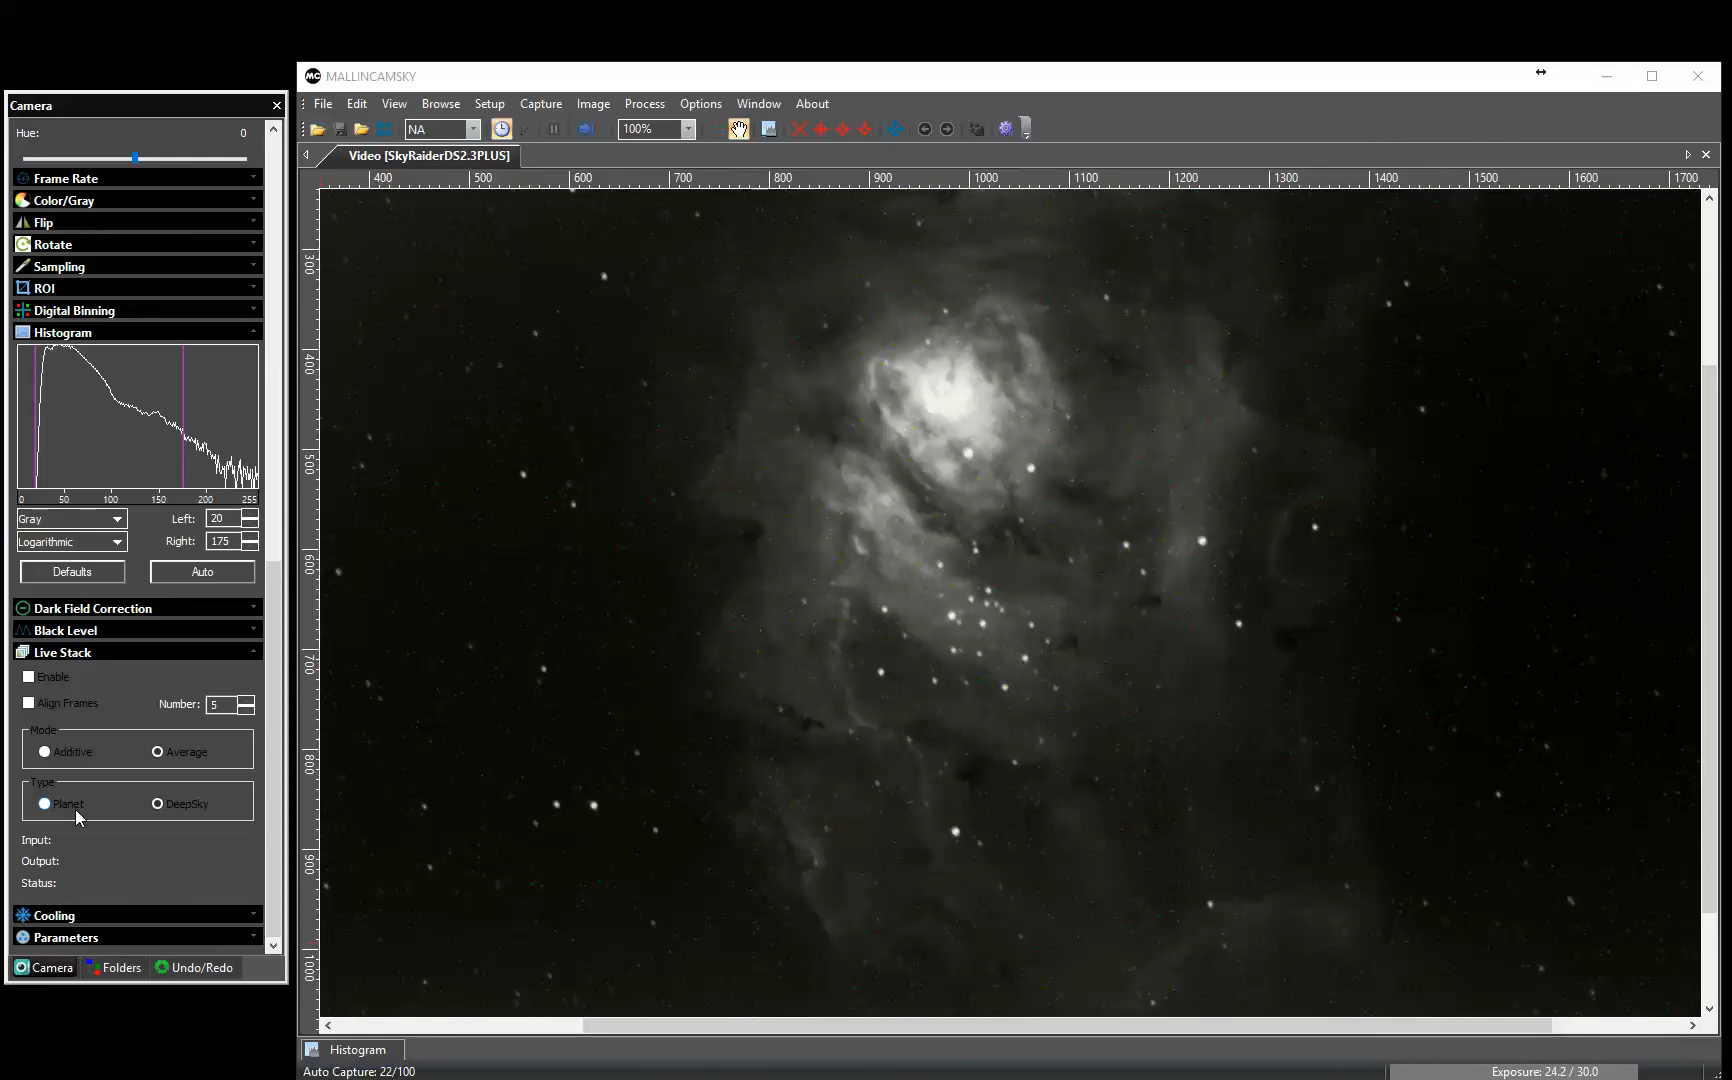 MC MALLINCAMSKY
File Edit View Browse Setup Capture Image Process Options Window About
NA 100%
Video [SkyRaiderDS2.3PLUS]
400 500 600 700 800 900 1000 1100 1200 1300 1400 1500 1600 1700
300
400
500
600
700
800
900
1000
Camera
Hue: 0
Frame Rate
Color/Gray
Flip
Rotate
Sampling
ROI
Digital Binning
Histogram
0 50 100 150 200 255
Gray Left: 20
Logarithmic Right: 175
Defaults Auto
Dark Field Correction
Black Level
Live Stack
Enable
Align Frames Number: 5
Mode
Additive Average
Type
Planet DeepSky
Input:
Output:
Status:
Cooling
Parameters
Camera Folders Undo/Redo
Histogram
Auto Capture: 22/100 Exposure: 24.2 / 30.0